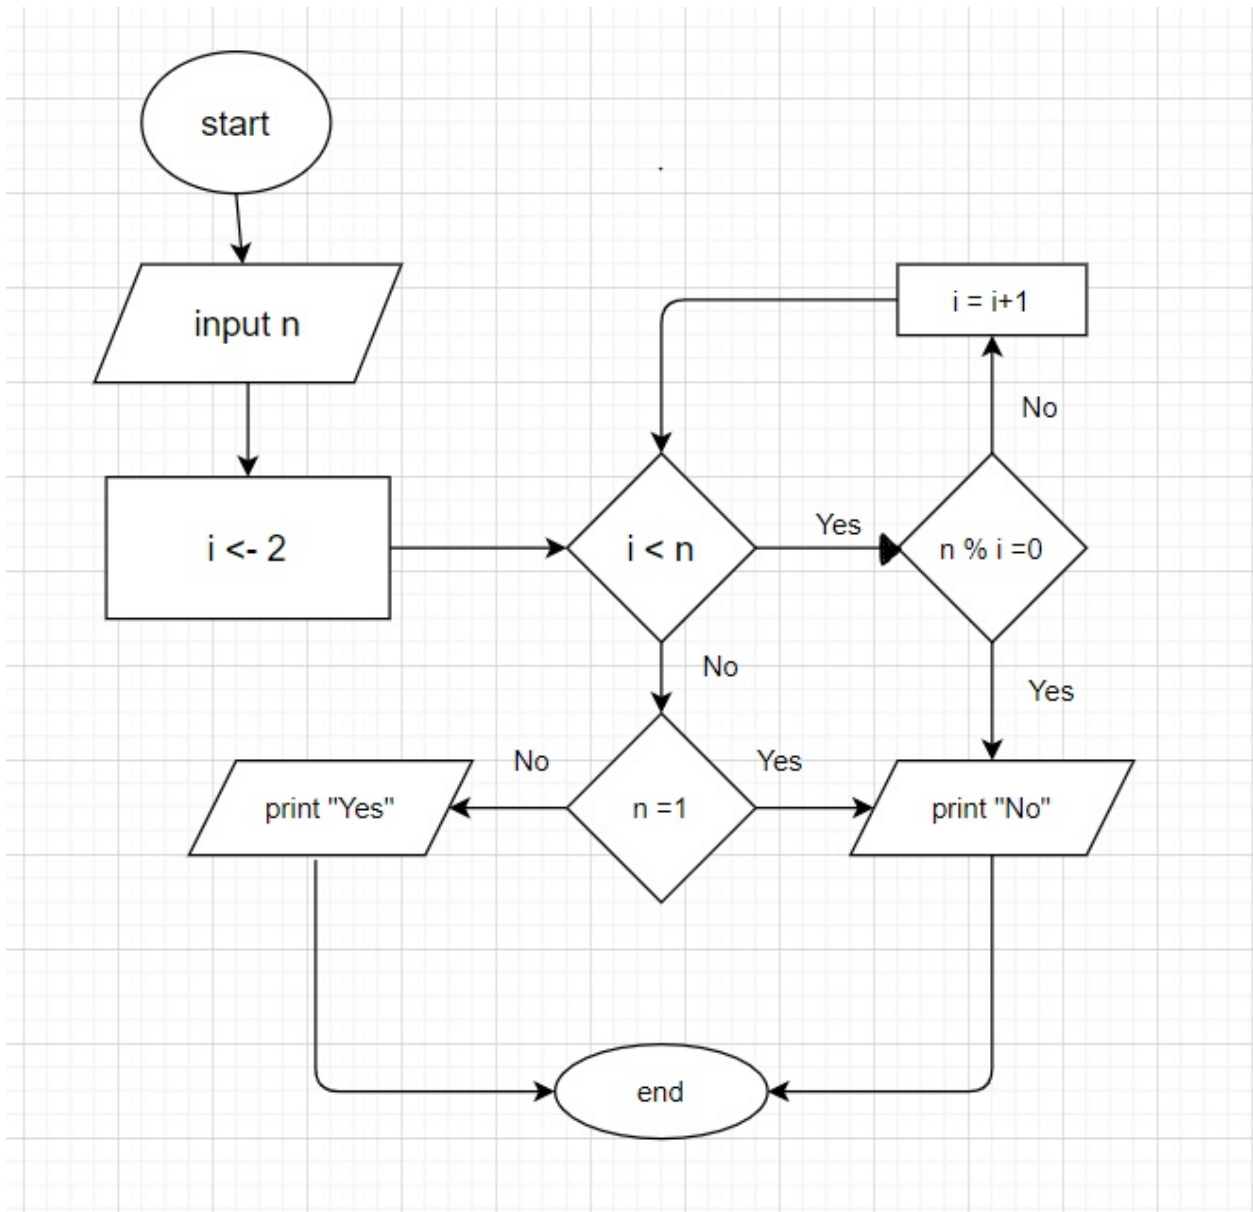 start
input n
i <- 2
i < n
Yes
n % i =0
No
i = i+1
Yes
No
n =1
Yes
print "No"
No
print "Yes"
end